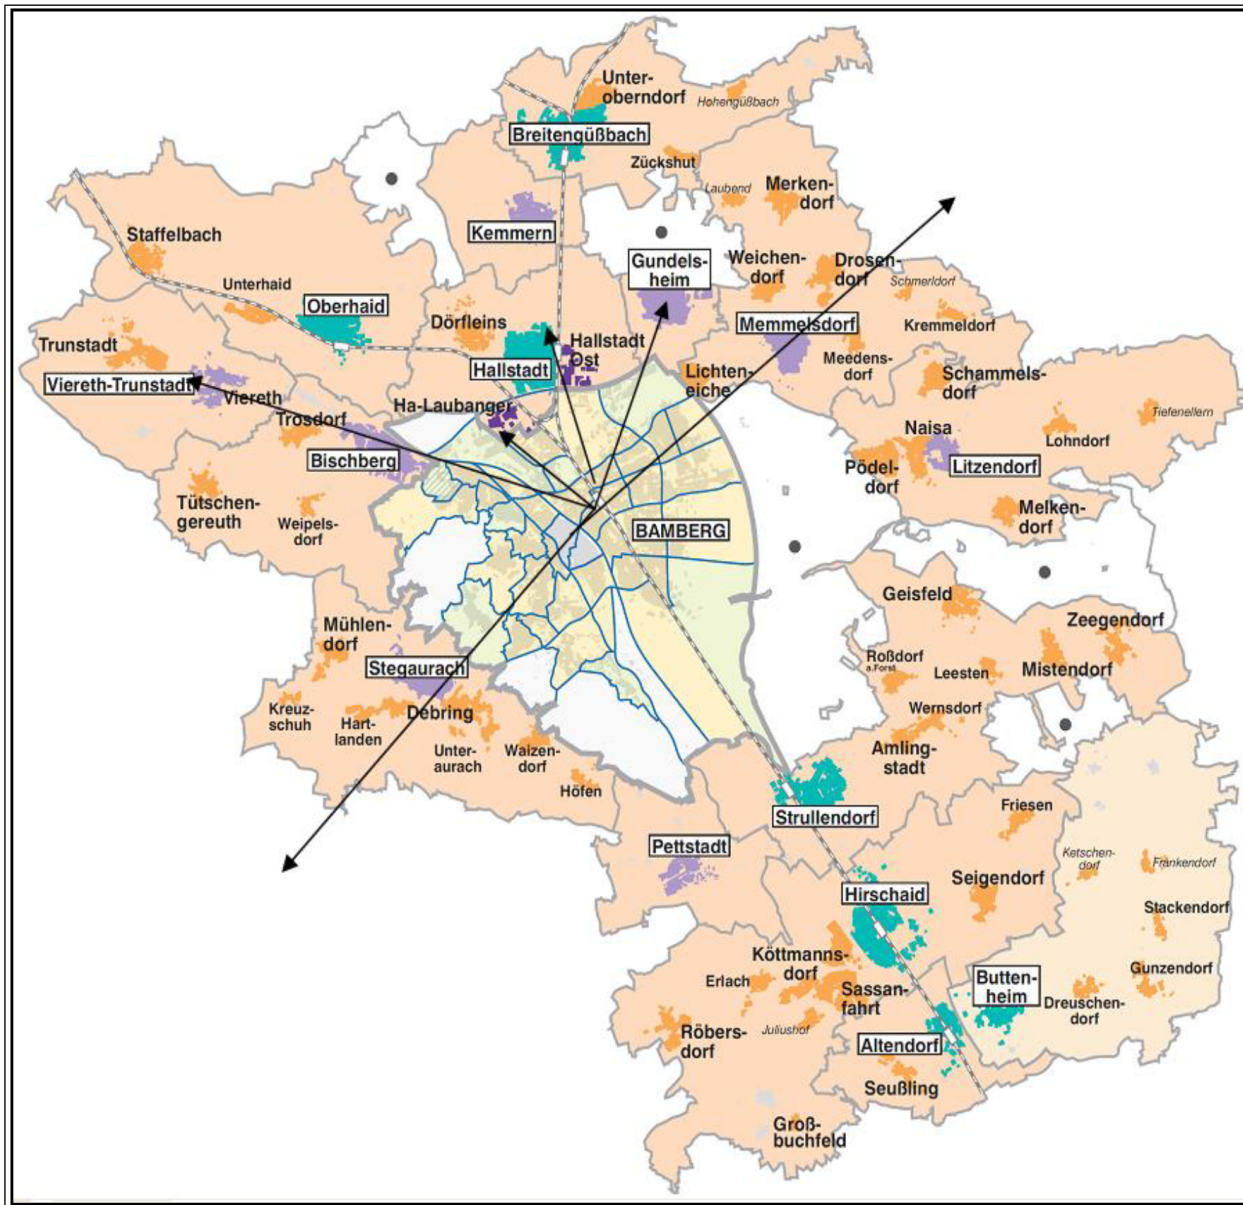 Unter-
oberndorf
Hohengüßbach
Breitengüßbach
Zückshut
Laubend
Merken-
dorf
Kemmern
Staffelbach
Gundels-
heim
Weichen-
dorf
Drosen-
dorf
Schmerldorf
Unterhaid
Oberhaid
Dörfleins
Hallstadt
Ost
Memmelsdorf
Kremmeldorf
Trunstadt
Hallstadt
Lichten-
eiche
Meedens-
dorf
Schammels-
dorf
Viereth-Trunstadt
Viereth
Ha-Laubanger
Tiefenellern
Trosdorf
Naisa
Lohndorf
Bischberg
Pödel-
dorf
Litzendorf
Tütschen-
gereuth
Weipels-
dorf
BAMBERG
Melken-
dorf
Geisfeld
Zeegendorf
Mühlen-
dorf
Stegaurach
Roßdorf
a.Forst
Leesten
Mistendorf
Kreuz-
schuh
Hart-
landen
Debring
Wernsdorf
Unter-
aurach
Waizen-
dorf
Amling-
stadt
Höfen
Strullendorf
Friesen
Pettstadt
Ketschen-
dorf
Frankendorf
Hirschaid
Seigendorf
Stackendorf
Köttmanns-
dorf
Erlach
Sassan-
fahrt
Butten-
heim
Gunzendorf
Dreuschen-
dorf
Röbers-
dorf
Juliushof
Altendorf
Seußling
Groß-
buchfeld